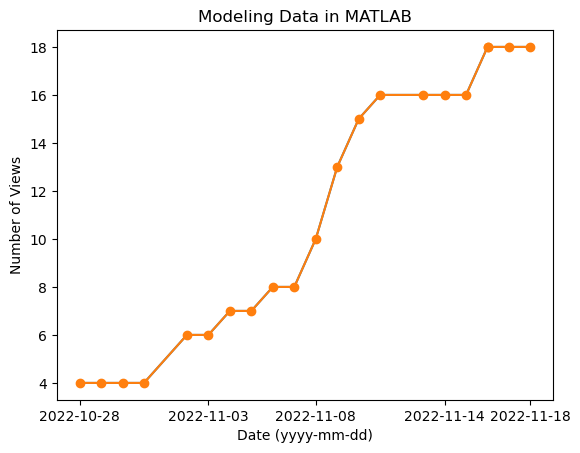 Modeling Data in MATLAB
18
16
14
12
10
8
6
4
Number of Views
2022-10-28 2022-11-03 2022-11-08 2022-11-14 2022-11-18
Date (yyyy-mm-dd)